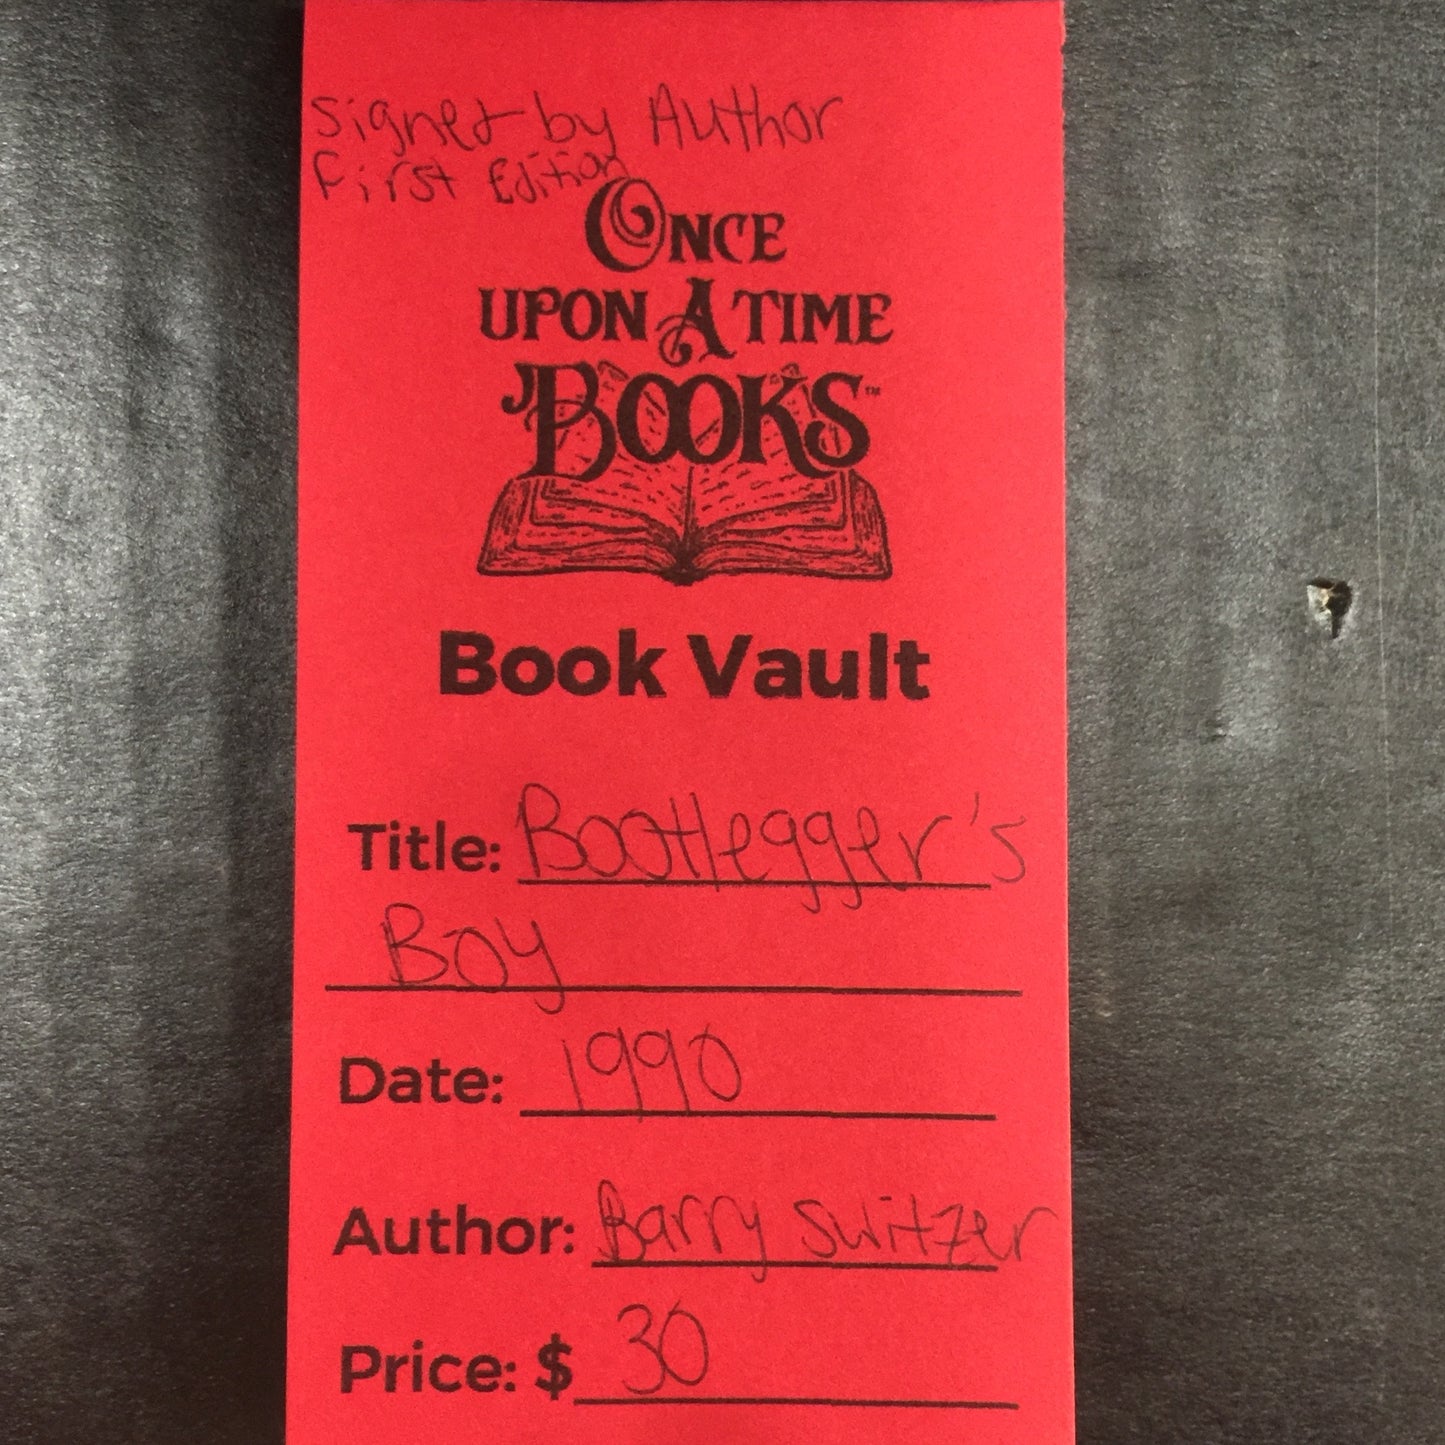 Signed by Author
First Edition
ONCE
UPON A TIME
BOOKS™
Book Vault
Title: Bootlegger's
Boy
Date: 1990
Author: Barry Switzer
Price: $ 30